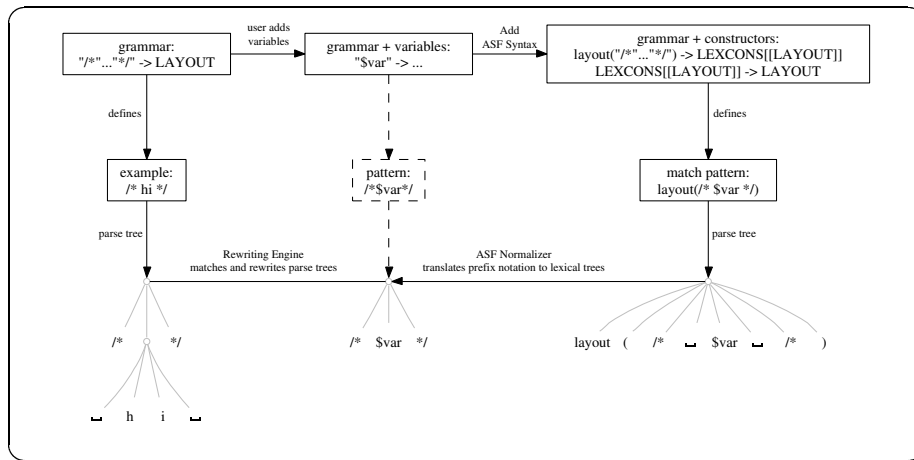 grammar:
"/*"..."*/" -> LAYOUT
user adds
variables
grammar + variables:
"$var" -> ...
Add
ASF Syntax
grammar + constructors:
layout("/*"..."*/") -> LEXCONS[[LAYOUT]]
LEXCONS[[LAYOUT]] -> LAYOUT
defines
defines
example:
/* hi */
pattern:
/*$var*/
match pattern:
layout(/* $var */)
parse tree
parse tree
Rewriting Engine
matches and rewrites parse trees
ASF Normalizer
translates prefix notation to lexical trees
/* */
/* $var */
layout ( /* ␣ $var ␣ /* )
␣ h i ␣